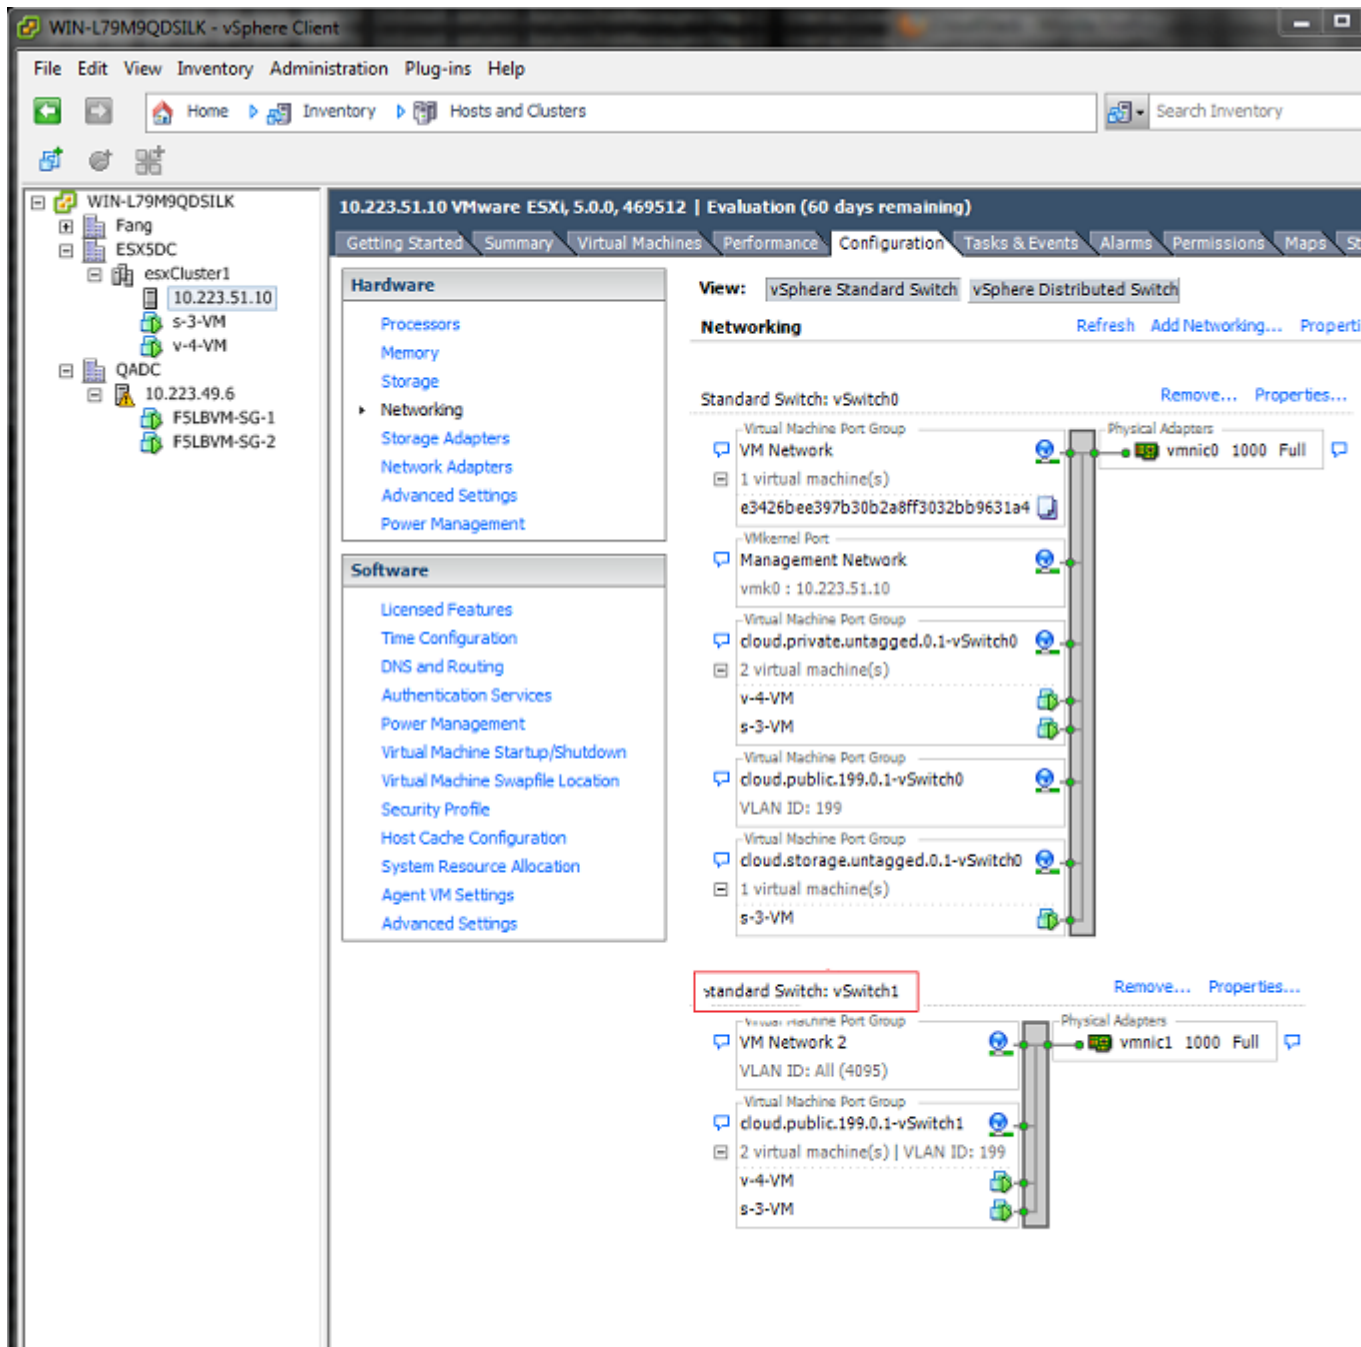 WIN-L79M9QDSILK - vSphere Client
File Edit View Inventory Administration Plug-ins Help
Home Inventory Hosts and Clusters
Search Inventory
WIN-L79M9QDSILK
Fang
ESX5DC
esxCluster1
10.223.51.10
s-3-VM
v-4-VM
QADC
10.223.49.6
F5LBVM-SG-1
F5LBVM-SG-2
10.223.51.10 VMware ESXi, 5.0.0, 469512 | Evaluation (60 days remaining)
Getting Started Summary Virtual Machines Performance Configuration Tasks & Events Alarms Permissions Maps St
Hardware
Processors
Memory
Storage
Networking
Storage Adapters
Network Adapters
Advanced Settings
Power Management
Software
Licensed Features
Time Configuration
DNS and Routing
Authentication Services
Power Management
Virtual Machine Startup/Shutdown
Virtual Machine Swapfile Location
Security Profile
Host Cache Configuration
System Resource Allocation
Agent VM Settings
Advanced Settings
View: vSphere Standard Switch vSphere Distributed Switch
Networking Refresh Add Networking... Properti
Standard Switch: vSwitch0 Remove... Properties...
Virtual Machine Port Group Physical Adapters
VM Network vmnic0 1000 Full
1 virtual machine(s)
e3426bee397b30b2a8ff3032bb9631a4
VMkernel Port
Management Network
vmk0 : 10.223.51.10
Virtual Machine Port Group
cloud.private.untagged.0.1-vSwitch0
2 virtual machine(s)
v-4-VM
s-3-VM
Virtual Machine Port Group
cloud.public.199.0.1-vSwitch0
VLAN ID: 199
Virtual Machine Port Group
cloud.storage.untagged.0.1-vSwitch0
1 virtual machine(s)
s-3-VM
Standard Switch: vSwitch1 Remove... Properties...
Virtual Machine Port Group Physical Adapters
VM Network 2 vmnic1 1000 Full
VLAN ID: All (4095)
Virtual Machine Port Group
cloud.public.199.0.1-vSwitch1
2 virtual machine(s) | VLAN ID: 199
v-4-VM
s-3-VM